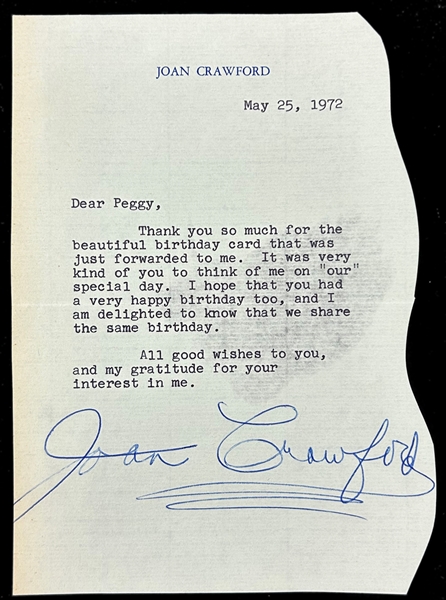 JOAN CRAWFORD
May 25, 1972
Dear Peggy,
Thank you so much for the
beautiful birthday card that was
just forwarded to me. It was very
kind of you to think of me on "our"
special day. I hope that you had
a very happy birthday too, and I
am delighted to know that we share
the same birthday.
All good wishes to you,
and my gratitude for your
interest in me.
Joan Crawford